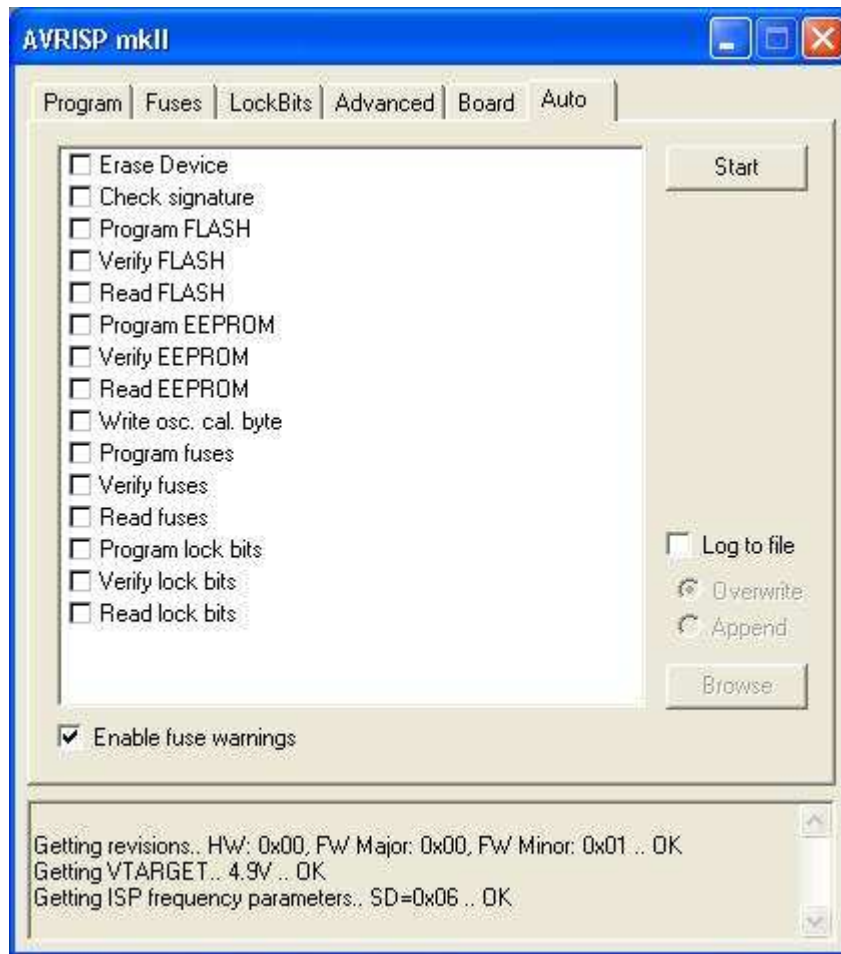 AVRISP mkII
Program Fuses LockBits Advanced Board Auto
Erase Device
Check signature
Program FLASH
Verify FLASH
Read FLASH
Program EEPROM
Verify EEPROM
Read EEPROM
Write osc. cal. byte
Program fuses
Verify fuses
Read fuses
Program lock bits
Verify lock bits
Read lock bits
Start
Log to file
Overwrite
Append
Browse
Enable fuse warnings
Getting revisions.. HW: 0x00, FW Major: 0x00, FW Minor: 0x01 .. OK
Getting VTARGET.. 4.9V .. OK
Getting ISP frequency parameters.. SD=0x06 .. OK